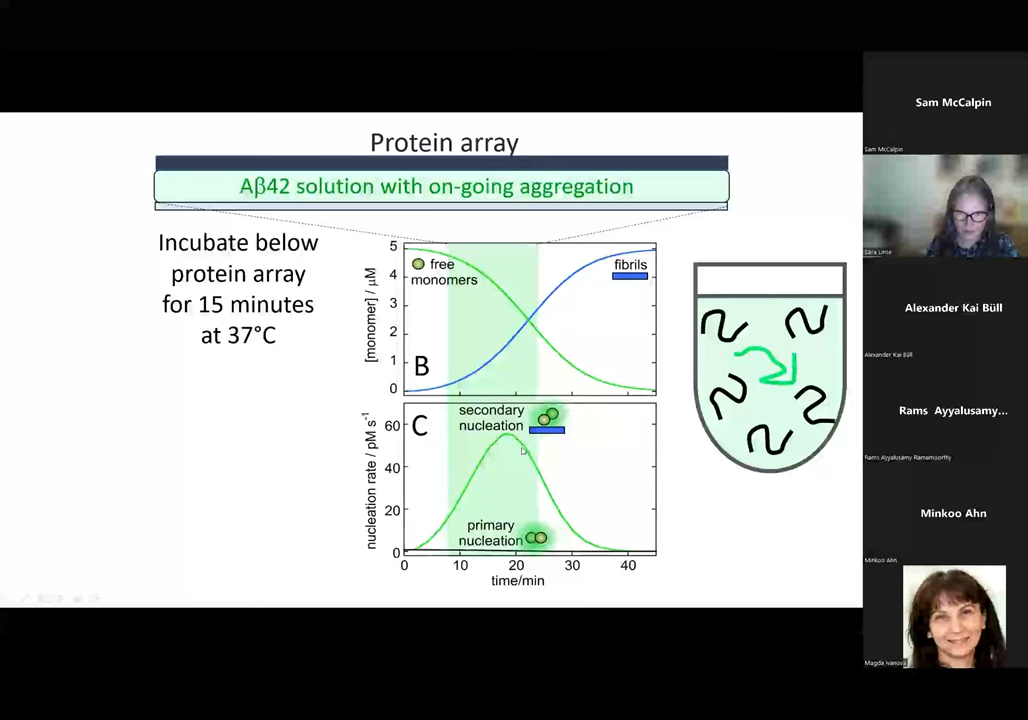 Protein array
Aβ42 solution with on-going aggregation
Incubate below
protein array
for 15 minutes
at 37°C
[monomer] / μM
5
4
3
2
1
0
free
monomers
fibrils
B
nucleation rate / pM s⁻¹
60
40
20
0
C
secondary
nucleation
primary
nucleation
0 10 20 30 40
time/min
Sam McCalpin
Sam McCalpin
Sara Linse
Alexander Kai Büll
Alexander Kai Büll
Rams Ayyalusamy...
Rams Ayyalusamy Ramamoorthy
Minkoo Ahn
Minkoo Ahn
Magda Ivanova